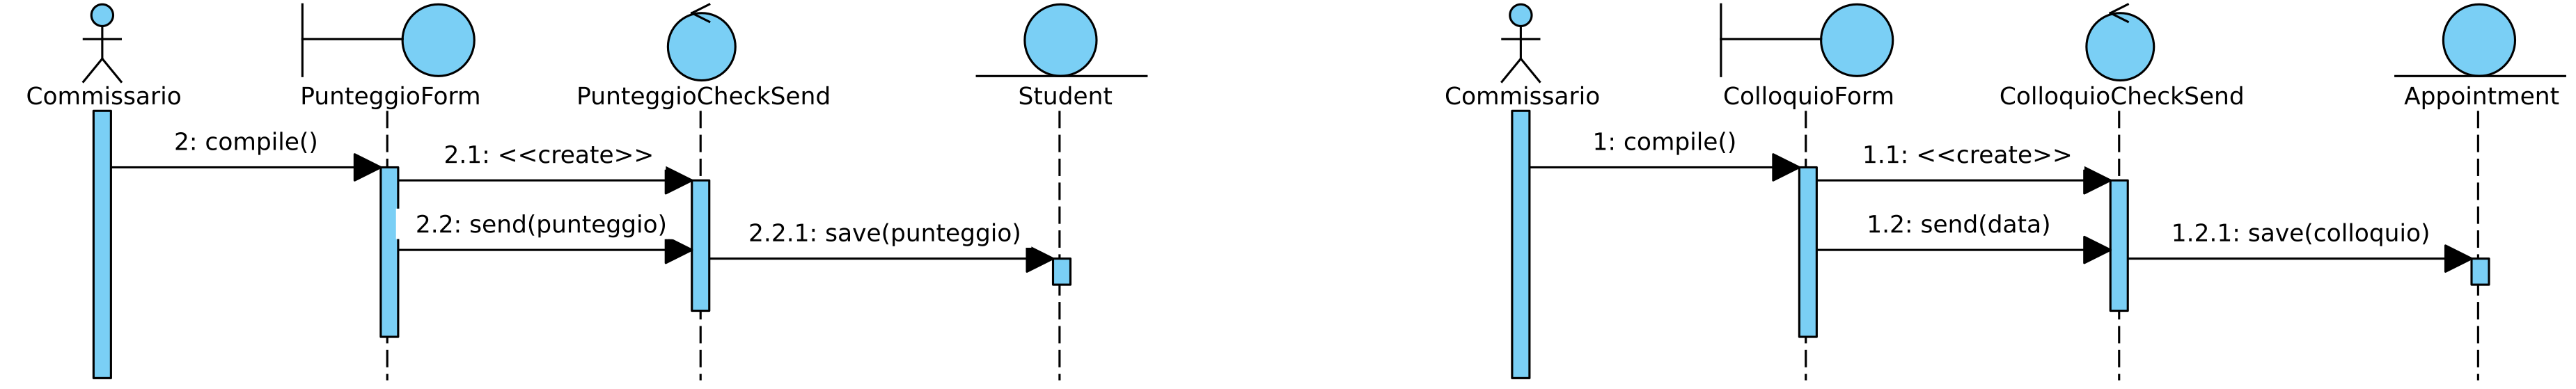 Commissario
PunteggioForm
PunteggioCheckSend
Student
2: compile()
2.1: <<create>>
2.2: send(punteggio)
2.2.1: save(punteggio)
Commissario
ColloquioForm
ColloquioCheckSend
Appointment
1: compile()
1.1: <<create>>
1.2: send(data)
1.2.1: save(colloquio)